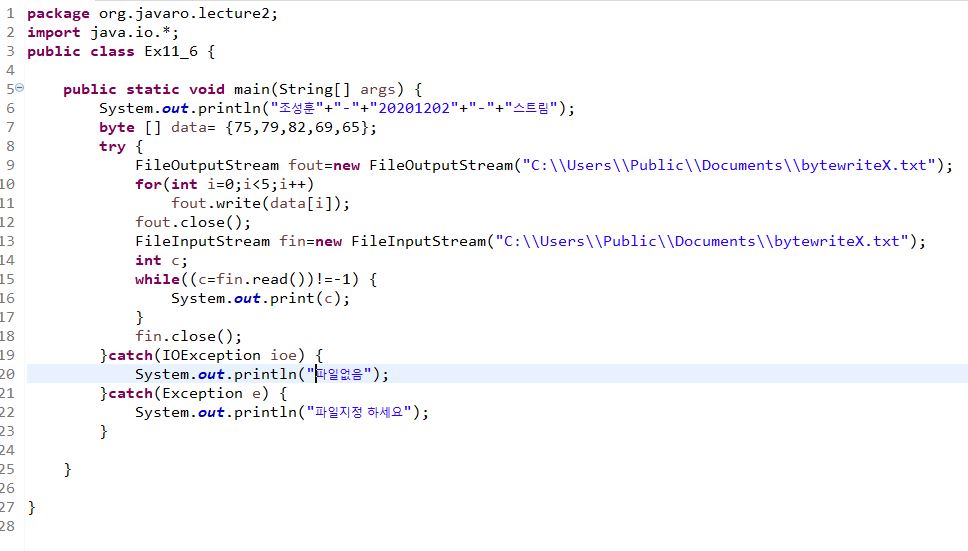 1 package org.javaro.lecture2;
2 import java.io.*;
3 public class Ex11_6 {
4
5 public static void main(String[] args) {
6 System.out.println("조성훈"+"-"+"20201202"+"-"+"스트림");
7 byte [] data= {75,79,82,69,65};
8 try {
9 FileOutputStream fout=new FileOutputStream("C:\\Users\\Public\\Documents\\bytewriteX.txt");
10 for(int i=0;i<5;i++)
11 fout.write(data[i]);
12 fout.close();
13 FileInputStream fin=new FileInputStream("C:\\Users\\Public\\Documents\\bytewriteX.txt");
14 int c;
15 while((c=fin.read())!=-1) {
16 System.out.print(c);
17 }
18 fin.close();
19 }catch(IOException ioe) {
20 System.out.println("파일없음");
21 }catch(Exception e) {
22 System.out.println("파일지정 하세요");
23 }
24
25 }
26
27 }
28